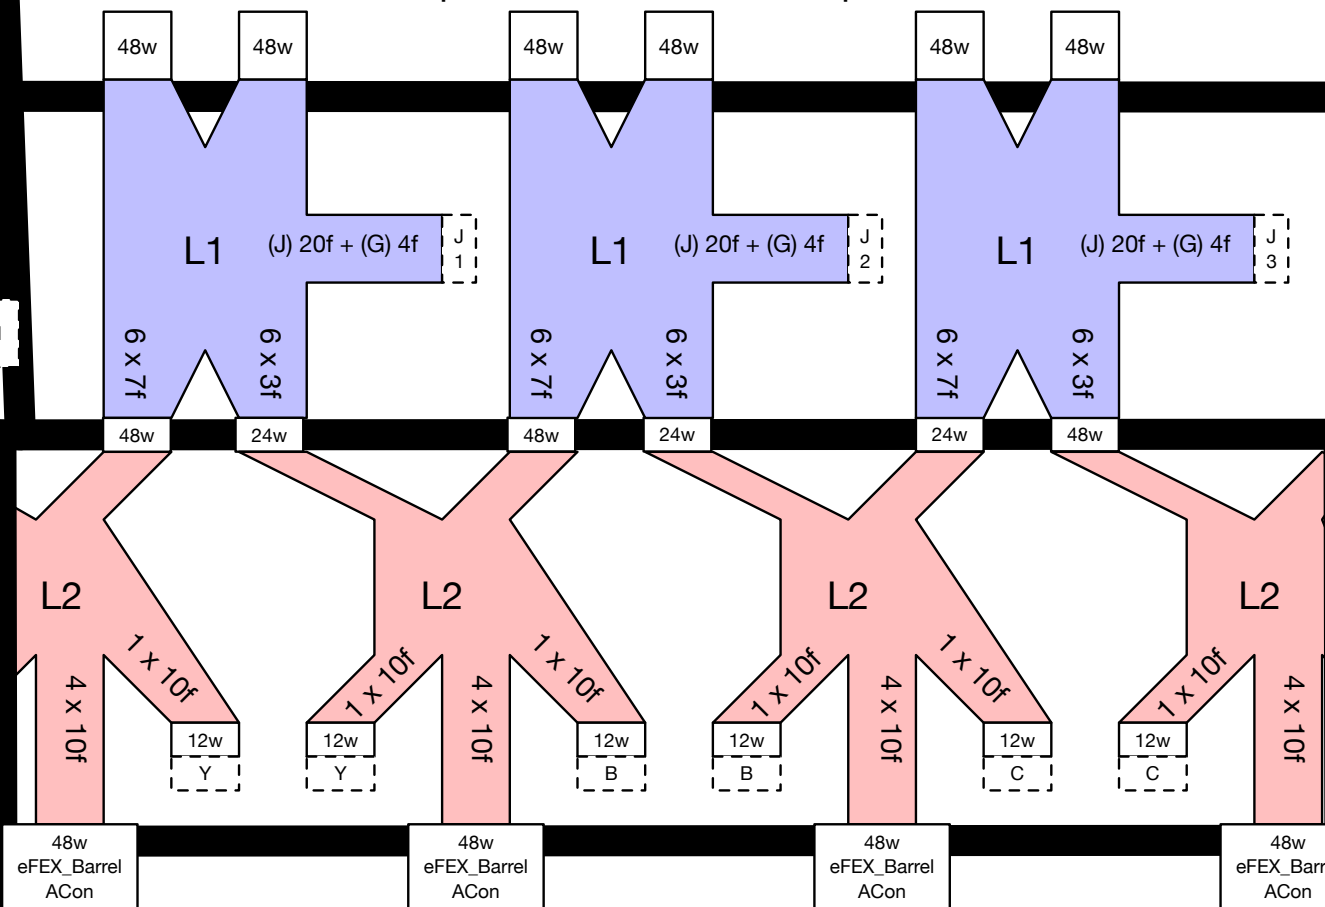 48w
48w
48w
48w
48w
48w
L1
(J) 20f + (G) 4f
J
1
L1
(J) 20f + (G) 4f
J
2
L1
(J) 20f + (G) 4f
J
3
6 x 7f
6 x 3f
6 x 7f
6 x 3f
6 x 7f
6 x 3f
48w
24w
48w
24w
24w
48w
L2
L2
L2
L2
4 x 10f
1 x 10f
1 x 10f
4 x 10f
1 x 10f
1 x 10f
4 x 10f
1 x 10f
1 x 10f
4 x 10f
12w
12w
12w
12w
12w
12w
Y
Y
B
B
C
C
48w
eFEX_Barrel
ACon
48w
eFEX_Barrel
ACon
48w
eFEX_Barrel
ACon
48w
eFEX_Barr
ACon